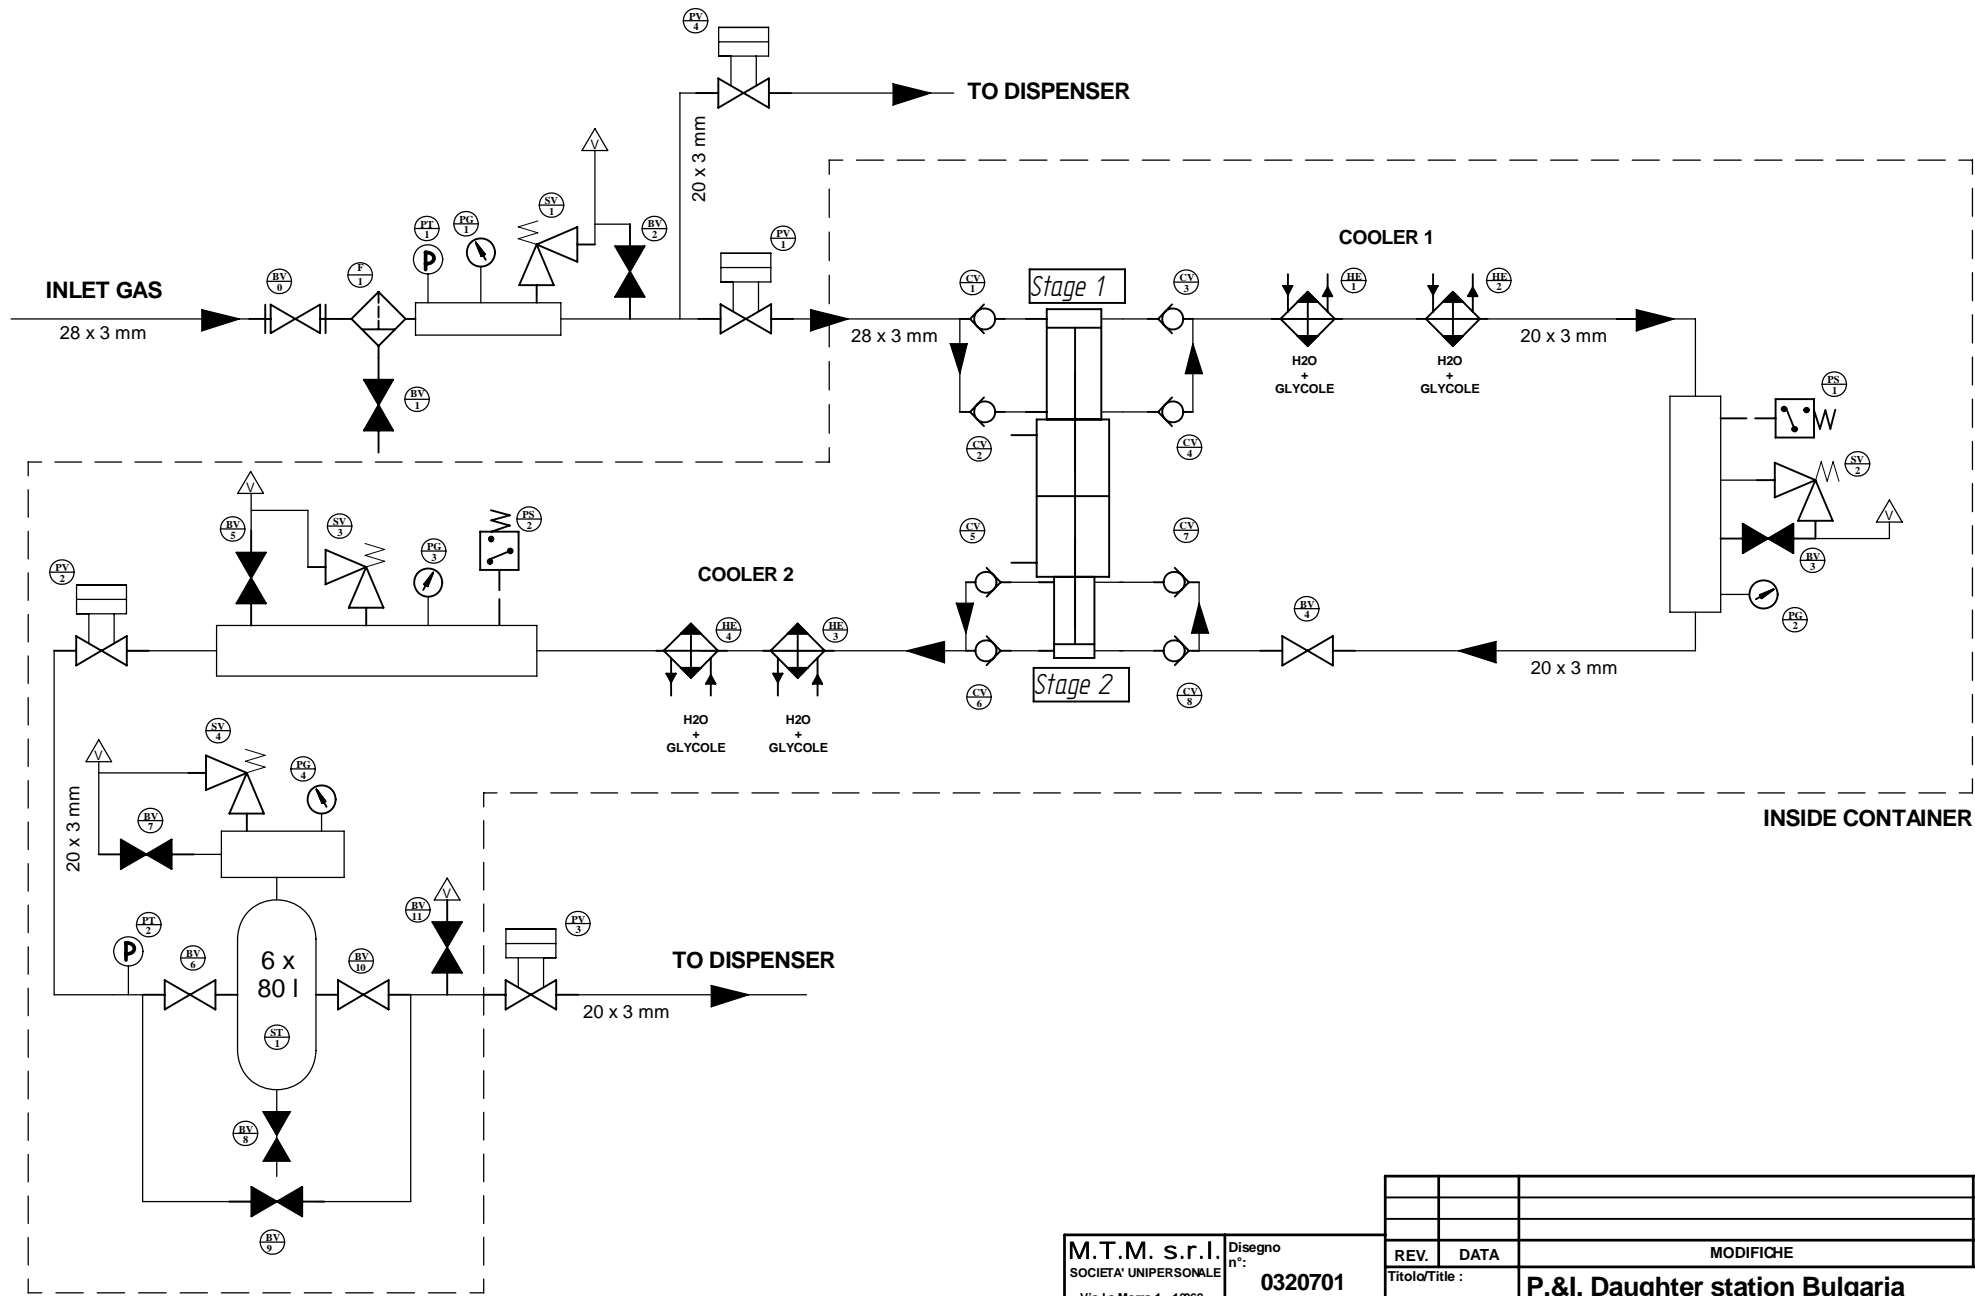 PV
4
TO DISPENSER
20 x 3 mm
V
SV
1
PT
1
PG
1
BV
2
PV
1
COOLER 1
INLET GAS
BV
0
F
1
P
28 x 3 mm
BV
1
28 x 3 mm
CV
1
Stage 1
CV
3
HE
1
HE
2
H2O
+
GLYCOLE
H2O
+
GLYCOLE
20 x 3 mm
CV
2
CV
4
PS
1
SV
2
V
BV
3
PG
2
V
BV
5
SV
3
PG
3
PS
2
PV
2
COOLER 2
CV
5
CV
7
HE
4
HE
3
BV
4
20 x 3 mm
CV
6
Stage 2
CV
8
H2O
+
GLYCOLE
H2O
+
GLYCOLE
V
SV
4
PG
4
BV
7
20 x 3 mm
INSIDE CONTAINER
PT
2
P
BV
6
6 x
80 l
ST
1
BV
10
BV
11
V
PV
3
TO DISPENSER
20 x 3 mm
BV
8
BV
9
M.T.M. s.r.l.
SOCIETA' UNIPERSONALE
Disegno
n°:
0320701
REV. DATA MODIFICHE
Titolo/Title :
P.&I. Daughter station Bulgaria